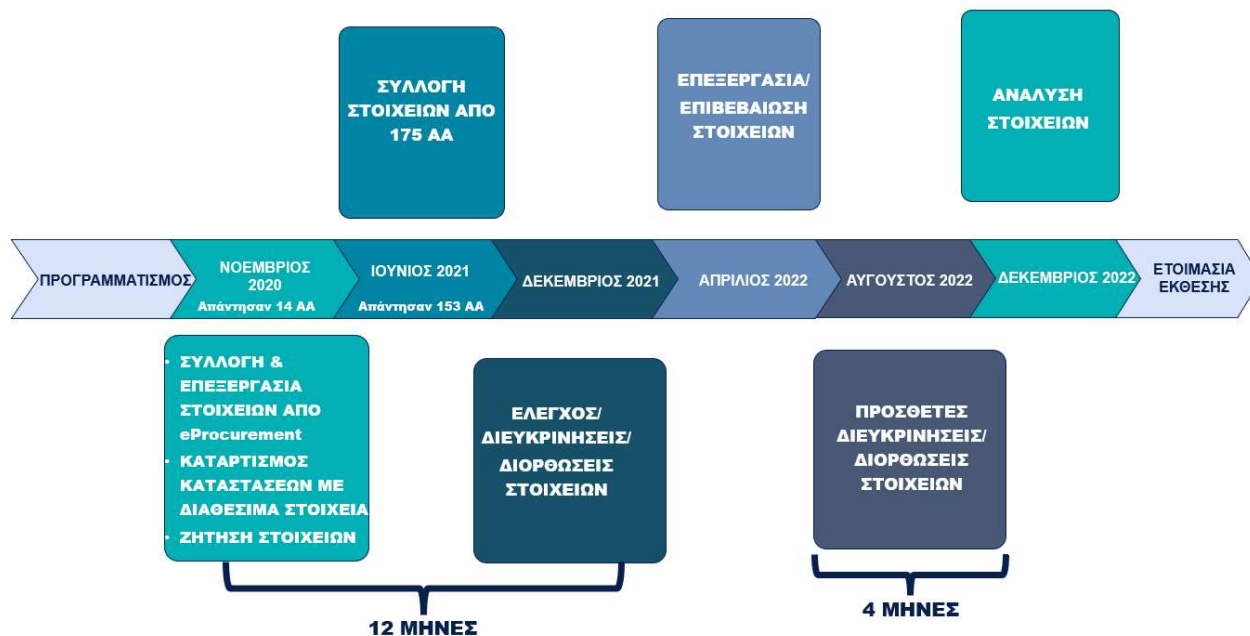 ΣΥΛΛΟΓΗ
ΣΤΟΙΧΕΙΩΝ ΑΠΟ
175 ΑΑ
ΕΠΕΞΕΡΓΑΣΙΑ/
ΕΠΙΒΕΒΑΙΩΣΗ
ΣΤΟΙΧΕΙΩΝ
ΑΝΑΛΥΣΗ
ΣΤΟΙΧΕΙΩΝ
ΠΡΟΓΡΑΜΜΑΤΙΣΜΟΣ
ΝΟΕΜΒΡΙΟΣ
2020
Απάντησαν 14 ΑΑ
ΙΟΥΝΙΟΣ 2021
Απάντησαν 153 ΑΑ
ΔΕΚΕΜΒΡΙΟΣ 2021
ΑΠΡΙΛΙΟΣ 2022
ΑΥΓΟΥΣΤΟΣ 2022
ΔΕΚΕΜΒΡΙΟΣ 2022
ΕΤΟΙΜΑΣΙΑ
ΕΚΘΕΣΗΣ
• ΣΥΛΛΟΓΗ &
ΕΠΕΞΕΡΓΑΣΙΑ
ΣΤΟΙΧΕΙΩΝ ΑΠΟ
eProcurement
• ΚΑΤΑΡΤΙΣΜΟΣ
ΚΑΤΑΣΤΑΣΕΩΝ ΜΕ
ΔΙΑΘΕΣΙΜΑ ΣΤΟΙΧΕΙΑ
• ΖΗΤΗΣΗ ΣΤΟΙΧΕΙΩΝ
ΕΛΕΓΧΟΣ/
ΔΙΕΥΚΡΙΝΗΣΕΙΣ/
ΔΙΟΡΘΩΣΕΙΣ
ΣΤΟΙΧΕΙΩΝ
ΠΡΟΣΘΕΤΕΣ
ΔΙΕΥΚΡΙΝΗΣΕΙΣ/
ΔΙΟΡΘΩΣΕΙΣ
ΣΤΟΙΧΕΙΩΝ
12 ΜΗΝΕΣ
4 ΜΗΝΕΣ